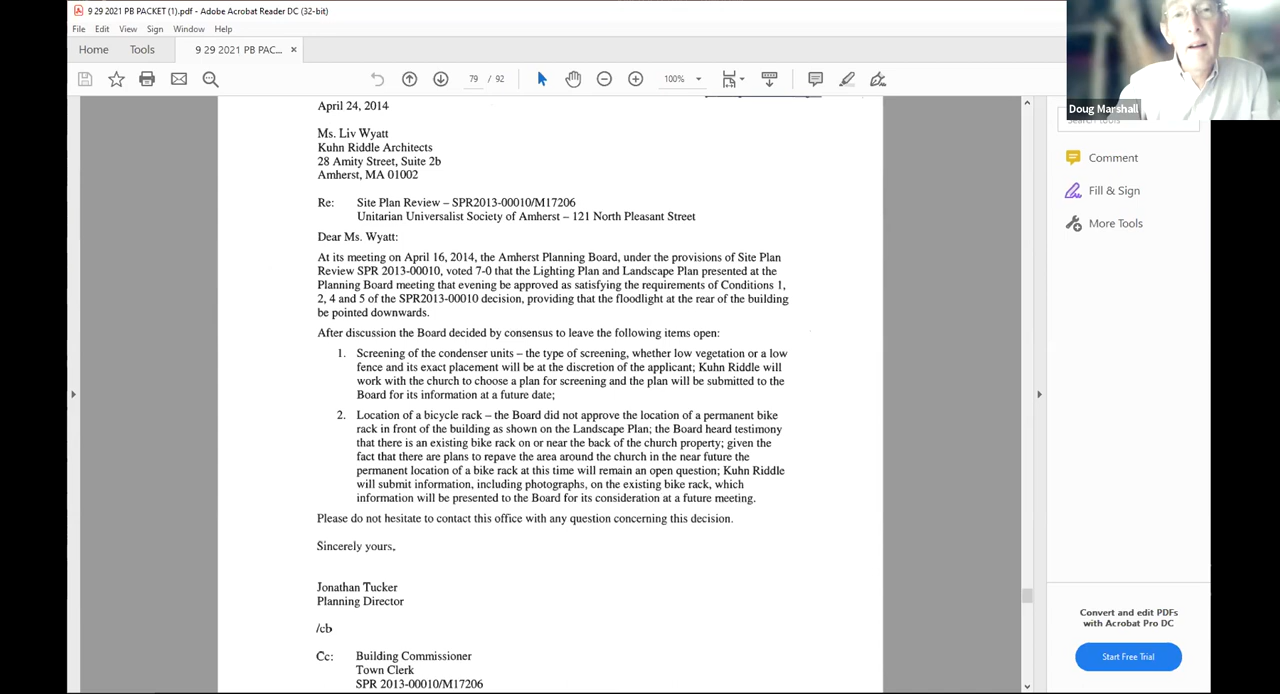 9 29 2021 PB PACKET (1).pdf - Adobe Acrobat Reader DC (32-bit)
File Edit View Sign Window Help
Home Tools 9 29 2021 PB PAC... ×
79 / 92 100%
Doug Marshall
Search tools
Comment
Fill & Sign
More Tools
April 24, 2014
Ms. Liv Wyatt
Kuhn Riddle Architects
28 Amity Street, Suite 2b
Amherst, MA 01002
Re: Site Plan Review – SPR2013-00010/M17206
Unitarian Universalist Society of Amherst – 121 North Pleasant Street
Dear Ms. Wyatt:
At its meeting on April 16, 2014, the Amherst Planning Board, under the provisions of Site Plan
Review SPR 2013-00010, voted 7-0 that the Lighting Plan and Landscape Plan presented at the
Planning Board meeting that evening be approved as satisfying the requirements of Conditions 1,
2, 4 and 5 of the SPR2013-00010 decision, providing that the floodlight at the rear of the building
be pointed downwards.
After discussion the Board decided by consensus to leave the following items open:
1. Screening of the condenser units – the type of screening, whether low vegetation or a low
fence and its exact placement will be at the discretion of the applicant; Kuhn Riddle will
work with the church to choose a plan for screening and the plan will be submitted to the
Board for its information at a future date;
2. Location of a bicycle rack – the Board did not approve the location of a permanent bike
rack in front of the building as shown on the Landscape Plan; the Board heard testimony
that there is an existing bike rack on or near the back of the church property; given the
fact that there are plans to repave the area around the church in the near future the
permanent location of a bike rack at this time will remain an open question; Kuhn Riddle
will submit information, including photographs, on the existing bike rack, which
information will be presented to the Board for its consideration at a future meeting.
Please do not hesitate to contact this office with any question concerning this decision.
Sincerely yours,
Jonathan Tucker
Planning Director
/cb
Cc: Building Commissioner
Town Clerk
SPR 2013-00010/M17206
Convert and edit PDFs
with Acrobat Pro DC
Start Free Trial